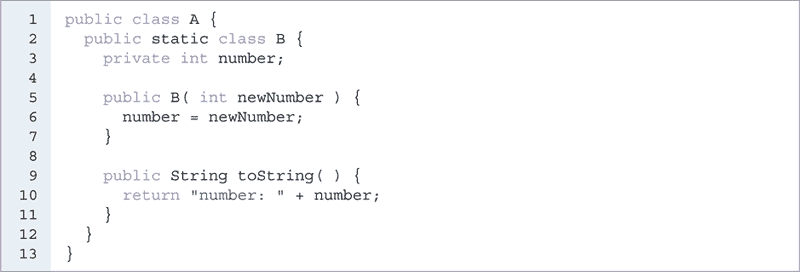 1 public class A {
2   public static class B {
3     private int number;
4
5     public B( int newNumber ) {
6       number = newNumber;
7     }
8
9     public String toString( ) {
10       return "number: " + number;
11     }
12   }
13 }